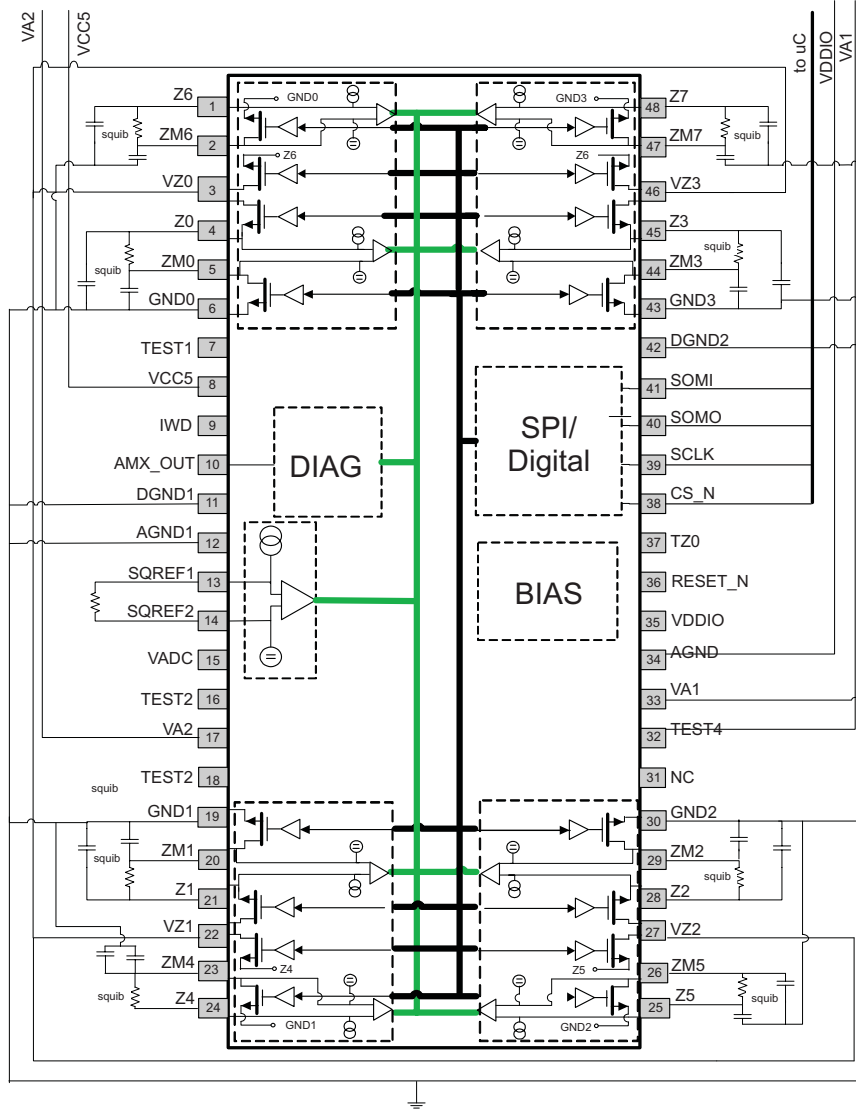 VA2
VCC5
to uC
VDDIO
VA1
Z6
1
GND0
GND3
48
Z7
squib
squib
ZM6
2
47
ZM7
Z6
Z6
VZ0
3
46
VZ3
Z0
4
45
Z3
squib
squib
ZM0
5
44
ZM3
GND0
6
43
GND3
TEST1
7
42
DGND2
VCC5
8
41
SOMI
IWD
9
40
SOMO
SPI/
Digital
AMX_OUT
10
DIAG
39
SCLK
DGND1
11
38
CS_N
AGND1
12
37
TZ0
SQREF1
13
36
RESET_N
BIAS
SQREF2
14
35
VDDIO
VADC
15
34
AGND
TEST2
16
33
VA1
VA2
17
32
TEST4
TEST2
18
31
NC
squib
GND1
19
30
GND2
ZM1
20
29
ZM2
squib
squib
Z1
21
28
Z2
VZ1
22
27
VZ2
ZM4
23
Z4
Z5
26
ZM5
squib
squib
Z4
24
25
Z5
GND1
GND2